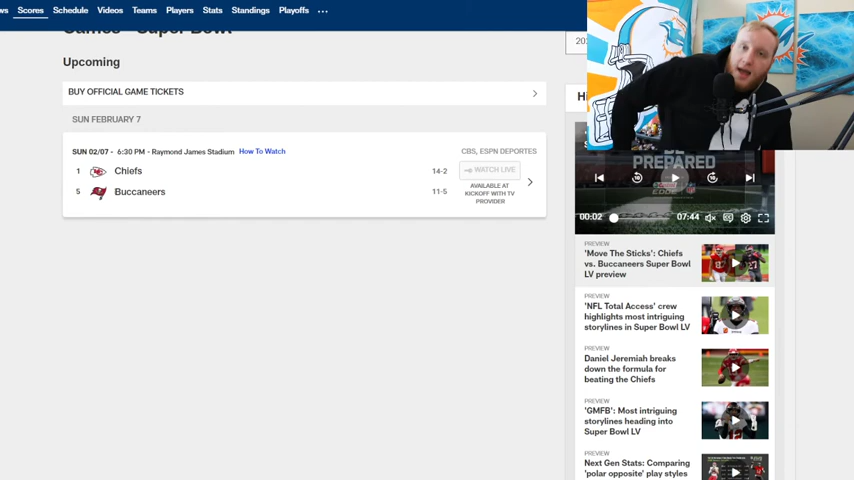 Scores Schedule Videos Teams Players Stats Standings Playoffs ...
Games - Super Bowl
Upcoming
BUY OFFICIAL GAME TICKETS
SUN FEBRUARY 7
SUN 02/07 - 6:30 PM - Raymond James Stadium How To Watch
CBS, ESPN DEPORTES
1 Chiefs 14-2
WATCH LIVE
5 Buccaneers 11-5
AVAILABLE AT
KICKOFF WITH TV
PROVIDER
PREPARED
00:02 07:44
PREVIEW
'Move The Sticks': Chiefs
vs. Buccaneers Super Bowl
LV preview
PREVIEW
'NFL Total Access' crew
highlights most intriguing
storylines in Super Bowl LV
PREVIEW
Daniel Jeremiah breaks
down the formula for
beating the Chiefs
PREVIEW
'GMFB': Most intriguing
storylines heading into
Super Bowl LV
PREVIEW
Next Gen Stats: Comparing
'polar opposite' play styles